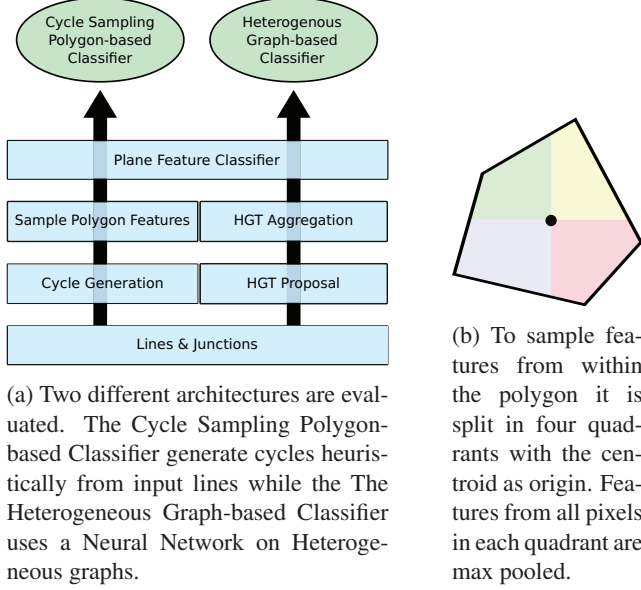 Cycle Sampling
Polygon-based
Classifier
Heterogenous
Graph-based
Classifier
Plane Feature Classifier
Sample Polygon Features
HGT Aggregation
Cycle Generation
HGT Proposal
Lines & Junctions
(a) Two different architectures are eval-
uated. The Cycle Sampling Polygon-
based Classifier generate cycles heuris-
tically from input lines while the The
Heterogeneous Graph-based Classifier
uses a Neural Network on Heteroge-
neous graphs.
(b) To sample fea-
tures from within
the polygon it is
split in four quad-
rants with the cen-
troid as origin. Fea-
tures from all pixels
in each quadrant are
max pooled.